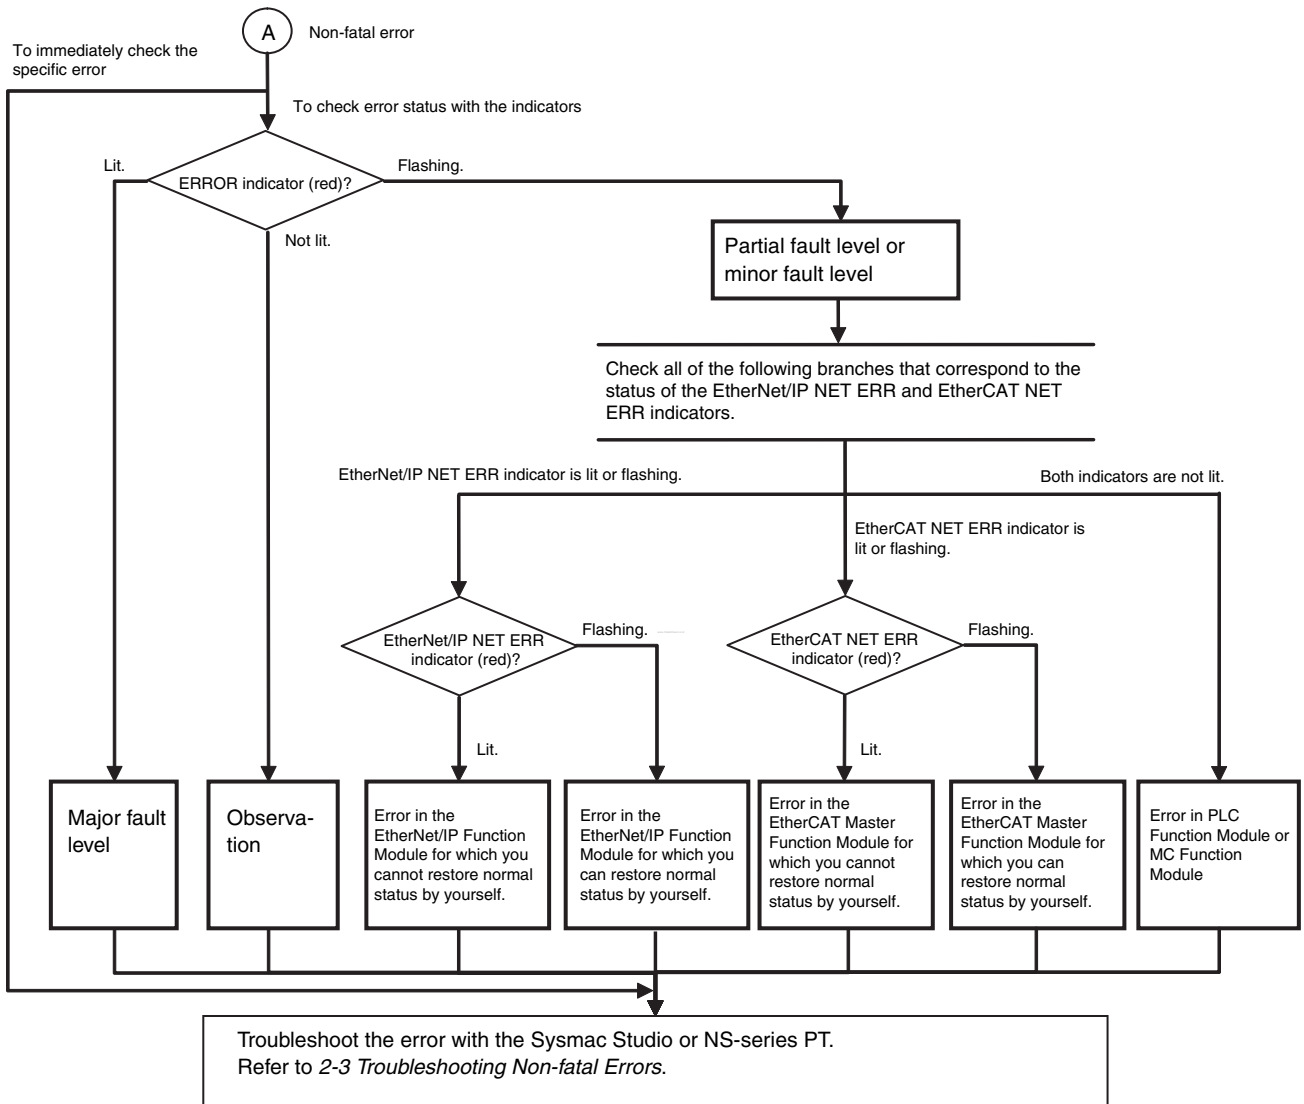 A
Non-fatal error
To immediately check the
specific error
To check error status with the indicators
Lit.
ERROR indicator (red)?
Flashing.
Not lit.
Partial fault level or
minor fault level
Check all of the following branches that correspond to the
status of the EtherNet/IP NET ERR and EtherCAT NET
ERR indicators.
EtherNet/IP NET ERR indicator is lit or flashing.
Both indicators are not lit.
EtherCAT NET ERR indicator is
lit or flashing.
EtherNet/IP NET ERR
indicator (red)?
Flashing.
EtherCAT NET ERR
indicator (red)?
Flashing.
Lit.
Lit.
Major fault
level
Observa-
tion
Error in the
EtherNet/IP Function
Module for which you
cannot restore normal
status by yourself.
Error in the
EtherNet/IP Function
Module for which you
can restore normal
status by yourself.
Error in the
EtherCAT Master
Function Module for
which you cannot
restore normal
status by yourself.
Error in the
EtherCAT Master
Function Module for
which you can
restore normal
status by yourself.
Error in PLC
Function Module or
MC Function
Module
Troubleshoot the error with the Sysmac Studio or NS-series PT.
Refer to 2-3 Troubleshooting Non-fatal Errors.